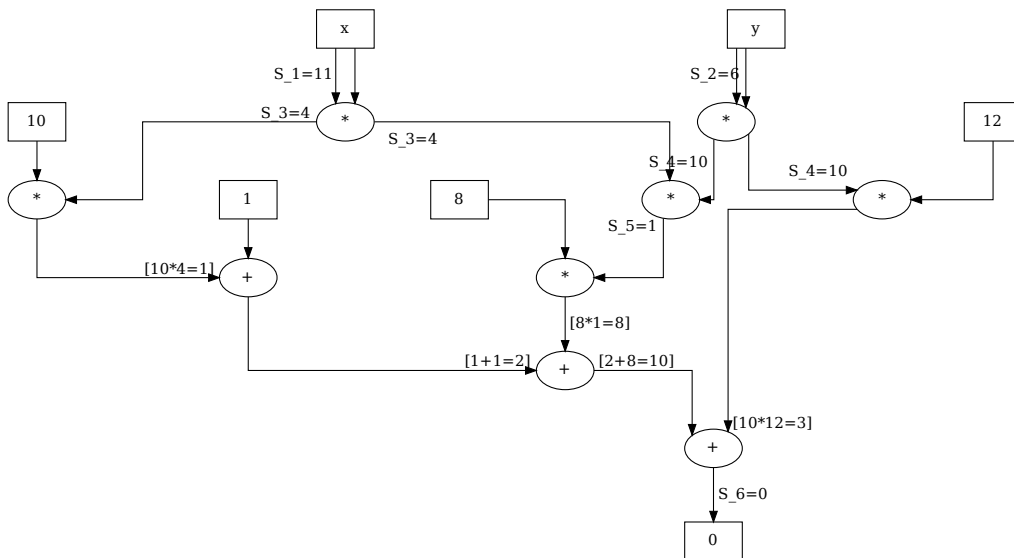 x
y
S_1=11
S_2=6
10
S_3=4
*
S_3=4
*
12
S_4=10
S_4=10
*
1
8
*
*
S_5=1
[10*4=1]
+
*
[8*1=8]
[1+1=2]
+
[2+8=10]
[10*12=3]
+
S_6=0
0